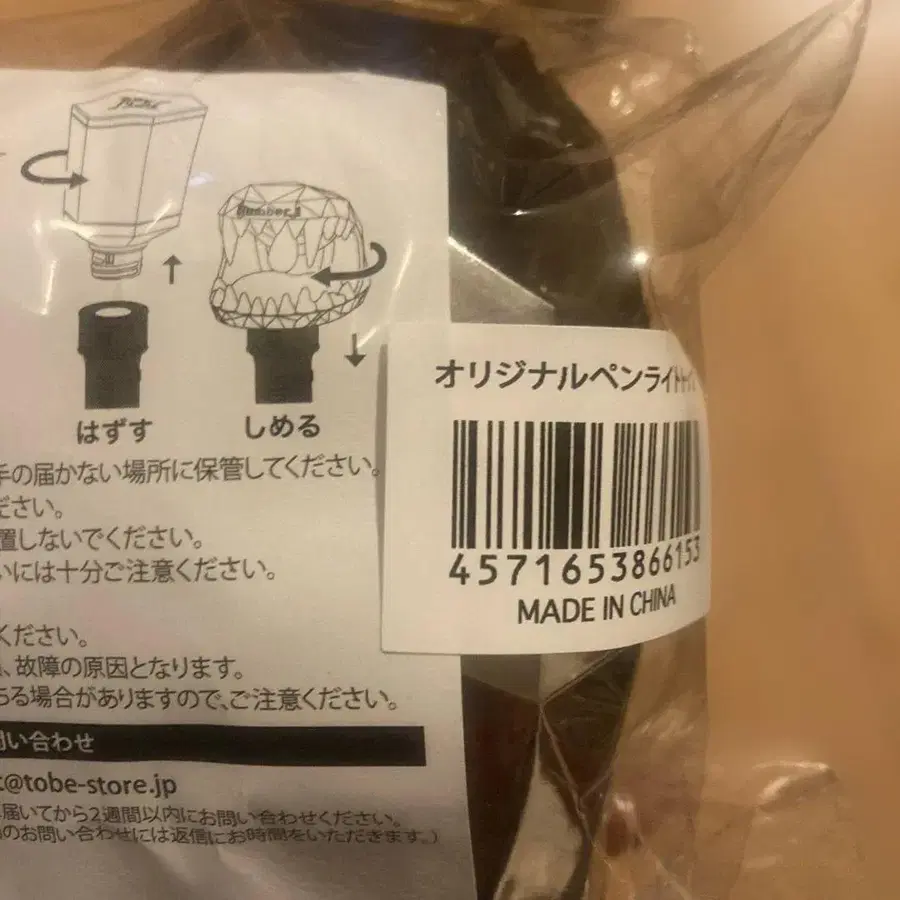 Number_i
はずす
しめる
手の届かない場所に保管してください。
ださい。
置しないでください。
いには十分ご注意ください。
ください。
、故障の原因となります。
ある場合がありますので、ご注意ください。
問い合わせ
t@tobe-store.jp
届いてから2週間以内にお問い合わせください。
のお問い合わせには返信にお時間をいただきます。)
オリジナルペンライト
4571653866153
MADE IN CHINA